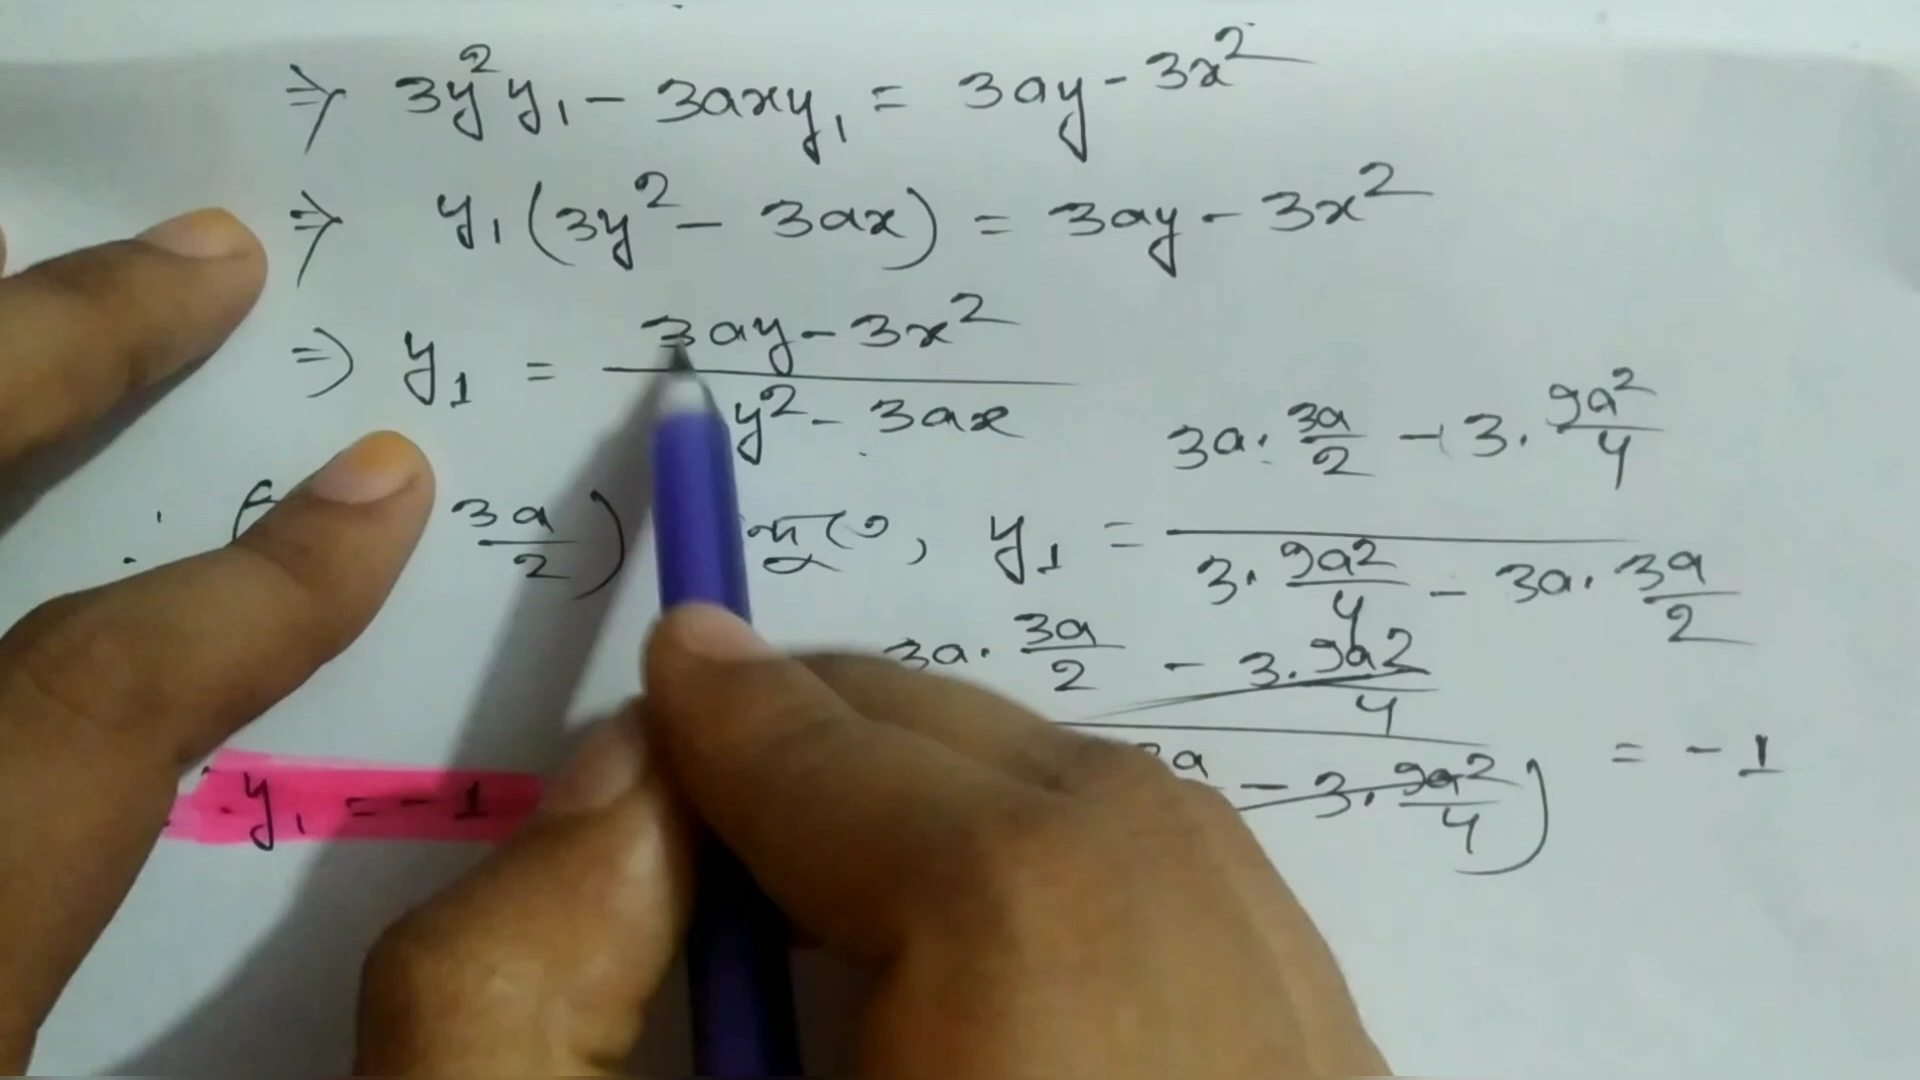 ⇒ 3y²y₁ - 3axy₁ = 3ay - 3x²
⇒ y₁(3y² - 3ax) = 3ay - 3x²
⇒ y₁ = (3ay - 3x²)/(y² - 3ax)
∴ ( 3a/2) , y₁ = (3a·3a/2 - 3·9a²/4)/(3·9a²/4 - 3a·3a/2)
(3a·3a/2 - 3·9a²/4)/( - 3·9a²/4) = -1
y₁ = -1